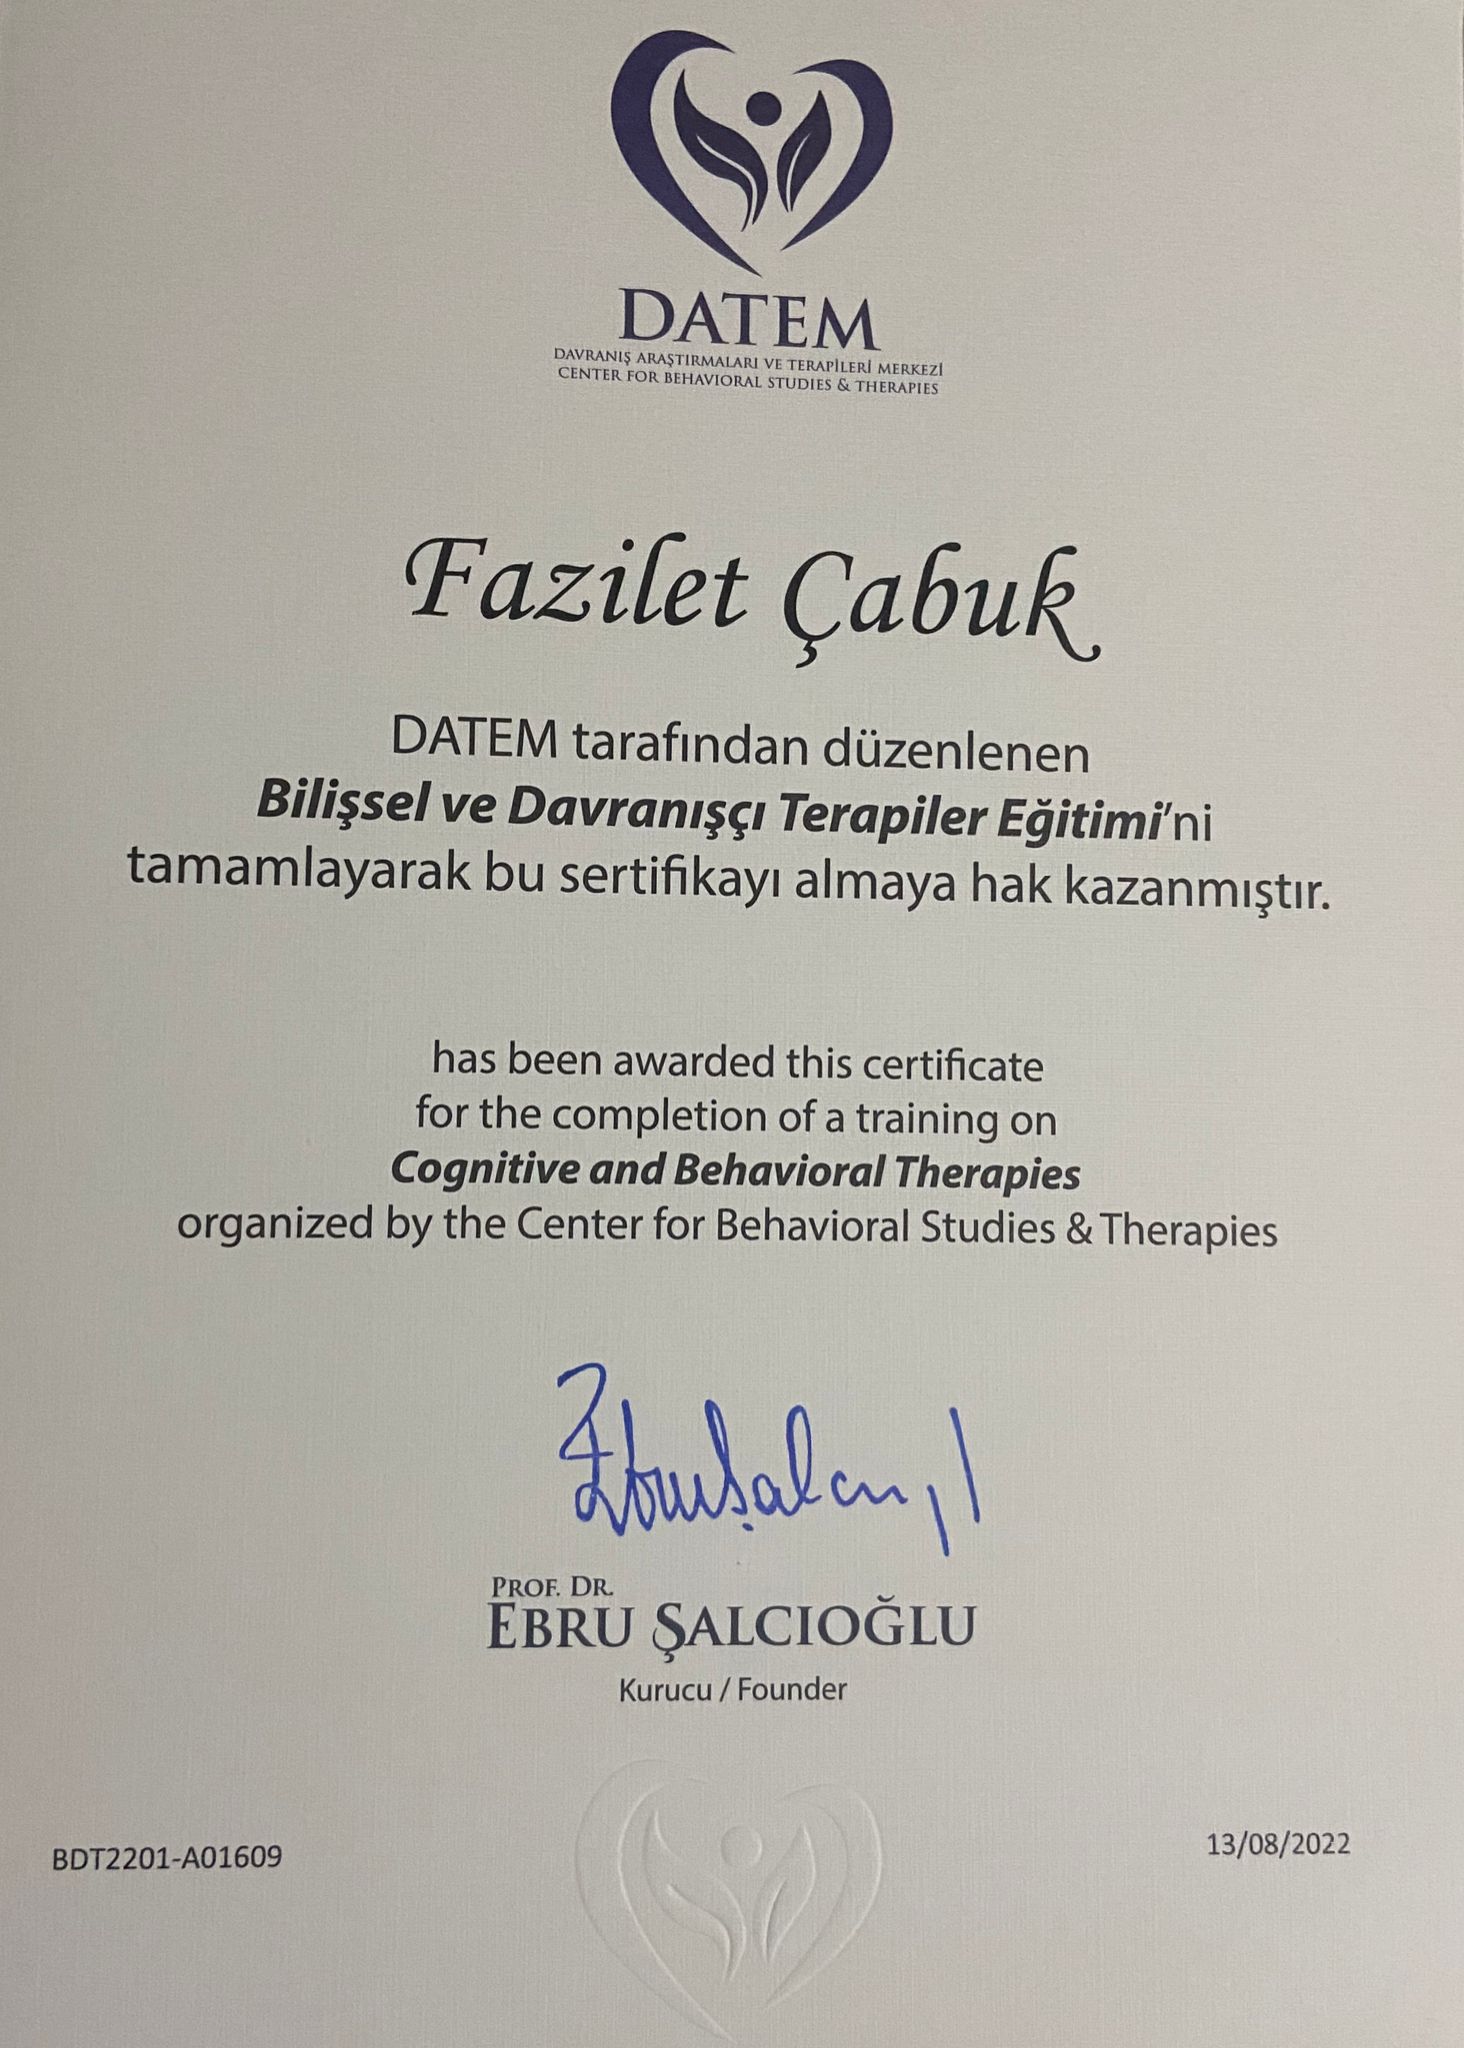 DATEM
DAVRANIŞ ARAŞTIRMALARI VE TERAPİLERİ MERKEZİ
CENTER FOR BEHAVIORAL STUDIES & THERAPIES
Fazilet Çabuk
DATEM tarafından düzenlenen
Bilişsel ve Davranışçı Terapiler Eğitimi'ni
tamamlayarak bu sertifikayı almaya hak kazanmıştır.
has been awarded this certificate
for the completion of a training on
Cognitive and Behavioral Therapies
organized by the Center for Behavioral Studies & Therapies
PROF. DR.
EBRU ŞALCIOĞLU
Kurucu / Founder
BDT2201-A01609
13/08/2022